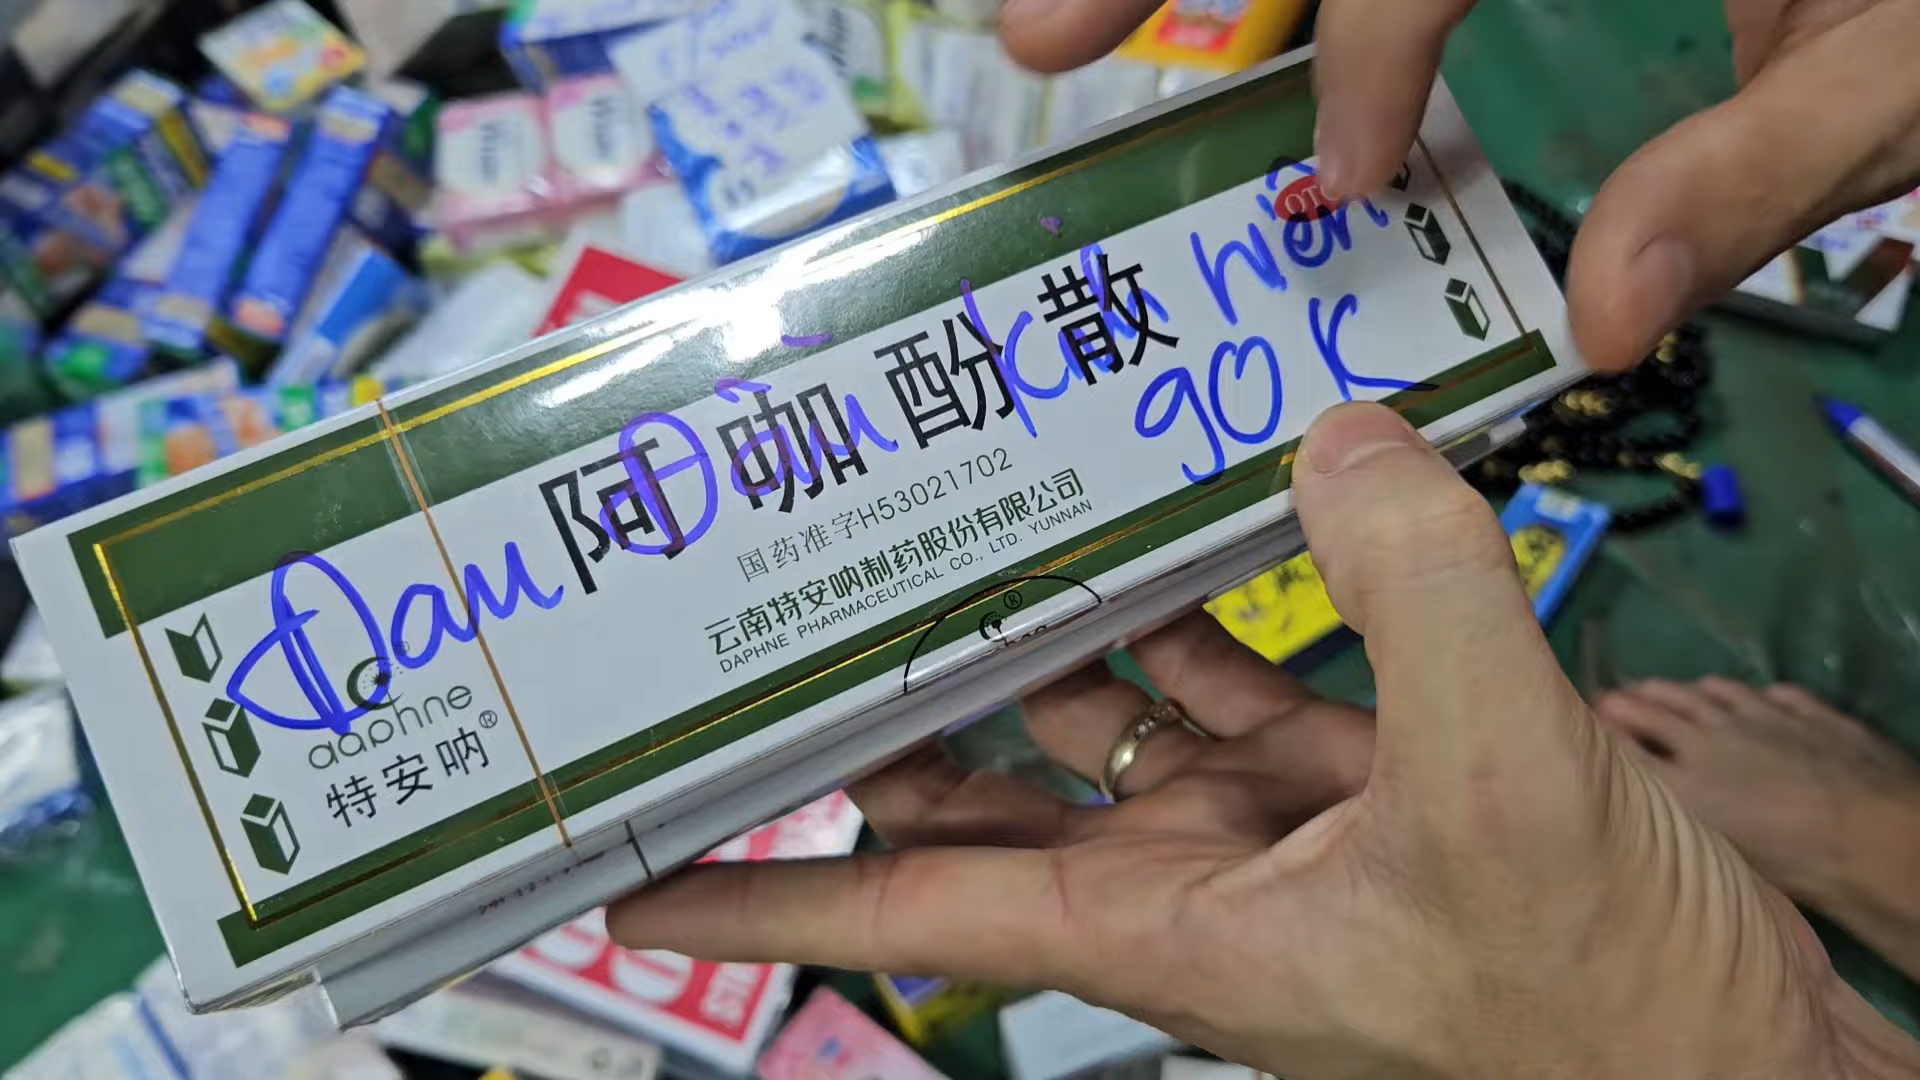 Đau Đầu kinh niên
90 K
OTC
阿咖酚散
国药准字H53021702
云南特安呐制药股份有限公司
DAPHNE PHARMACEUTICAL CO., LTD. YUNNAN
daphne
特安呐®